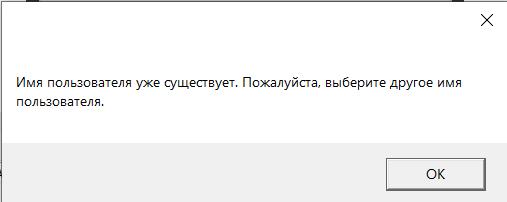 Имя пользователя уже существует. Пожалуйста, выберите другое имя
пользователя.
OK